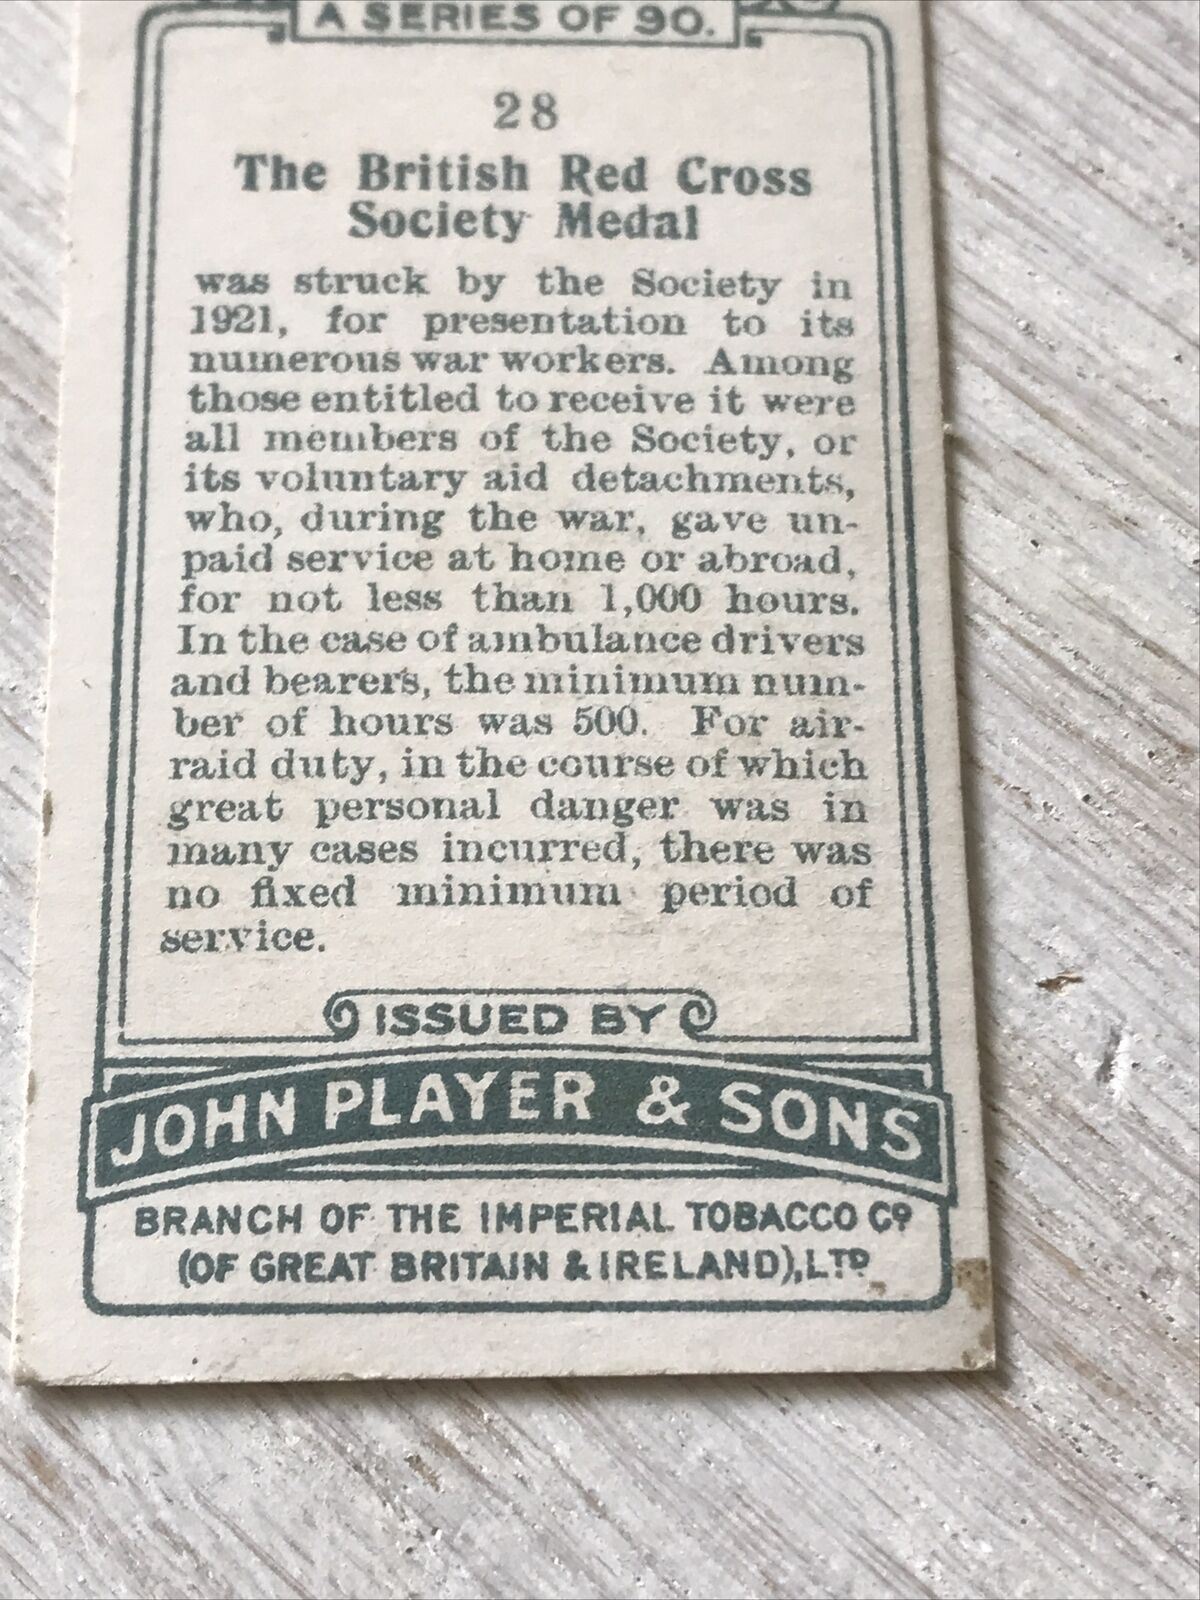 A SERIES OF 90.
28
The British Red Cross
Society Medal
was struck by the Society in
1921, for presentation to its
numerous war workers. Among
those entitled to receive it were
all members of the Society, or
its voluntary aid detachments,
who, during the war, gave un-
paid service at home or abroad,
for not less than 1,000 hours.
In the case of ambulance drivers
and bearers, the minimum num-
ber of hours was 500. For air-
raid duty, in the course of which
great personal danger was in
many cases incurred, there was
no fixed minimum period of
service.
ISSUED BY
JOHN PLAYER & SONS
BRANCH OF THE IMPERIAL TOBACCO Cº
(OF GREAT BRITAIN & IRELAND), LTD